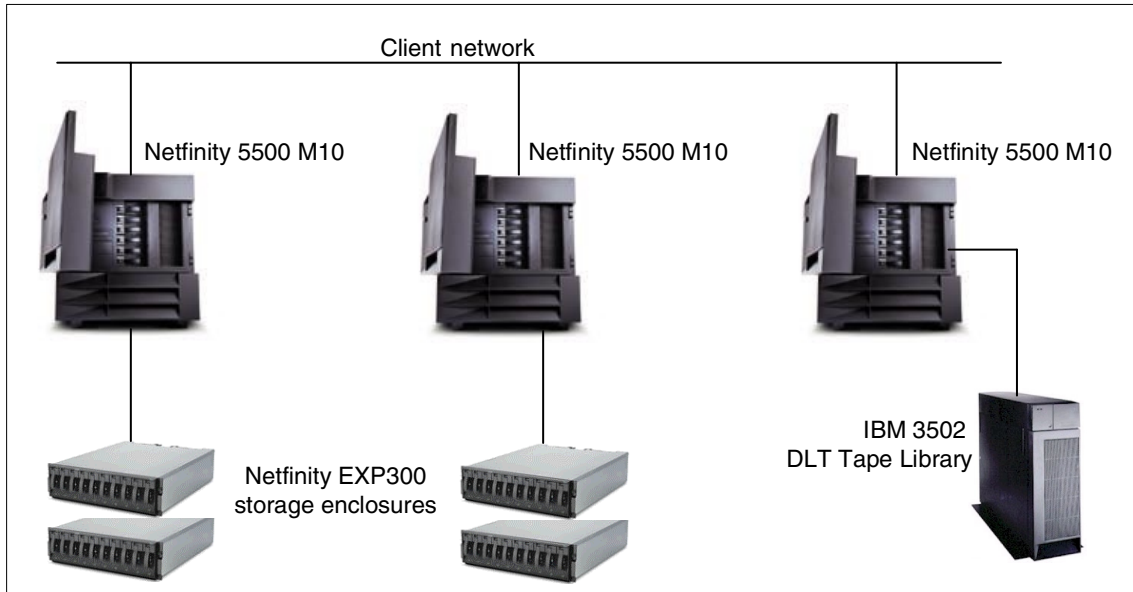 Client network
Netfinity 5500 M10
Netfinity 5500 M10
Netfinity 5500 M10
Netfinity EXP300
storage enclosures
IBM 3502
DLT Tape Library